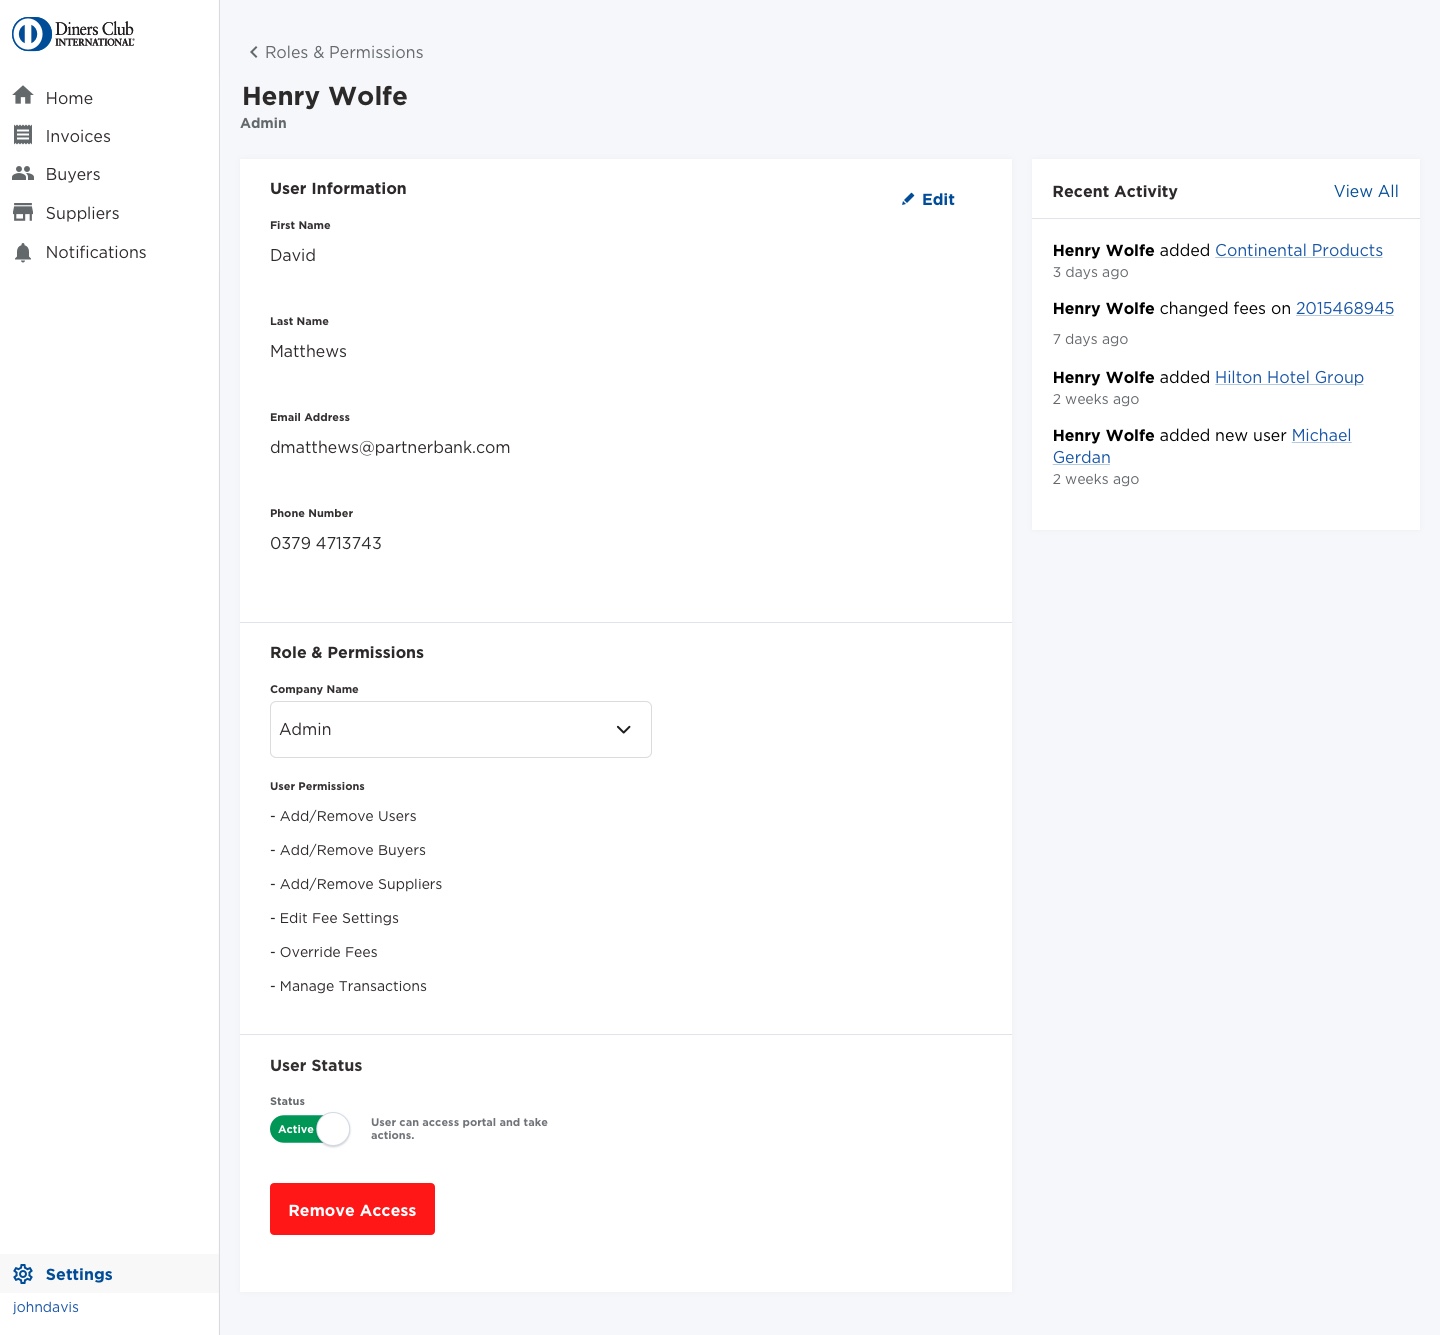 Diners Club
INTERNATIONAL
Home
Invoices
Buyers
Suppliers
Notifications
Settings
johndavis
Roles & Permissions
Henry Wolfe
Admin
User Information
Edit
First Name
David
Last Name
Matthews
Email Address
dmatthews@partnerbank.com
Phone Number
0379 4713743
Role & Permissions
Company Name
Admin
User Permissions
- Add/Remove Users
- Add/Remove Buyers
- Add/Remove Suppliers
- Edit Fee Settings
- Override Fees
- Manage Transactions
User Status
Status
Active
User can access portal and take
actions.
Remove Access
Recent Activity
View All
Henry Wolfe added Continental Products
3 days ago
Henry Wolfe changed fees on 2015468945
7 days ago
Henry Wolfe added Hilton Hotel Group
2 weeks ago
Henry Wolfe added new user Michael
Gerdan
2 weeks ago